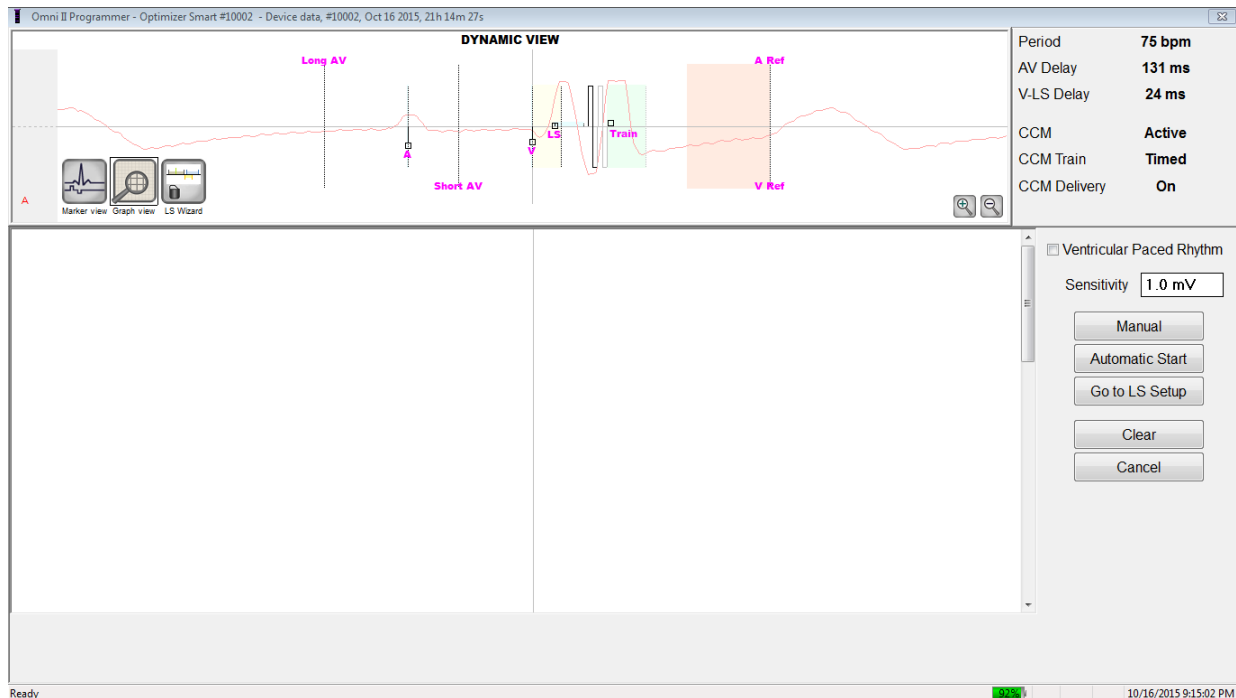 Omni II Programmer - Optimizer Smart #10002 - Device data, #10002, Oct 16 2015, 21h 14m 27s
DYNAMIC VIEW
Long AV
A Ref
LS
Train
A
V
Short AV
V Ref
A
Marker view
Graph view
LS Wizard
Period 75 bpm
AV Delay 131 ms
V-LS Delay 24 ms
CCM Active
CCM Train Timed
CCM Delivery On
Ventricular Paced Rhythm
Sensitivity 1.0 mV
Manual
Automatic Start
Go to LS Setup
Clear
Cancel
Ready
92%
10/16/2015 9:15:02 PM